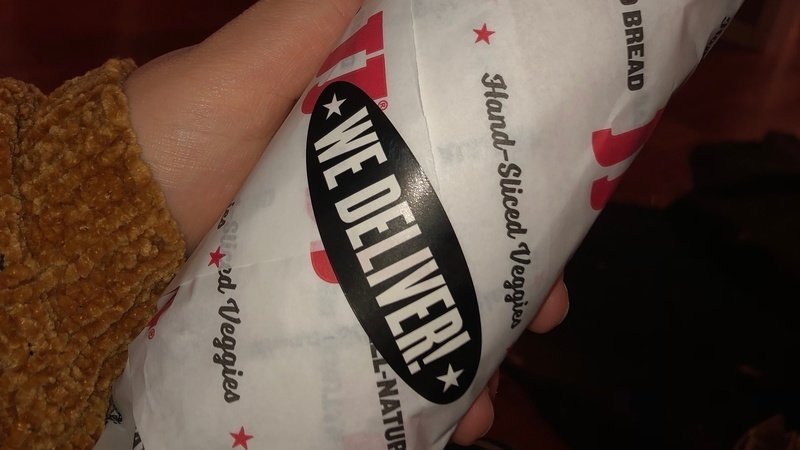 WE DELIVER!
Hand-Sliced Veggies
BREAD
Veggies